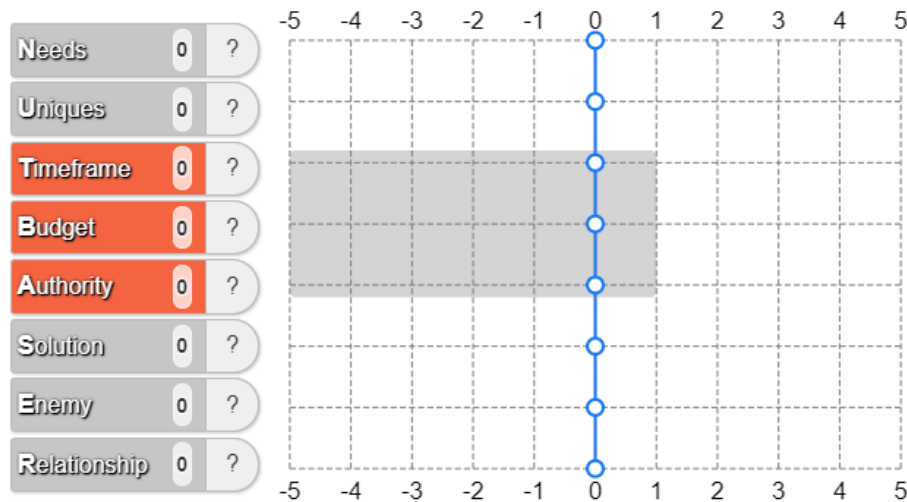 -5 -4 -3 -2 -1 0 1 2 3 4 5
Needs 0 ?
Uniques 0 ?
Timeframe 0 ?
Budget 0 ?
Authority 0 ?
Solution 0 ?
Enemy 0 ?
Relationship 0 ?
-5 -4 -3 -2 -1 0 1 2 3 4 5